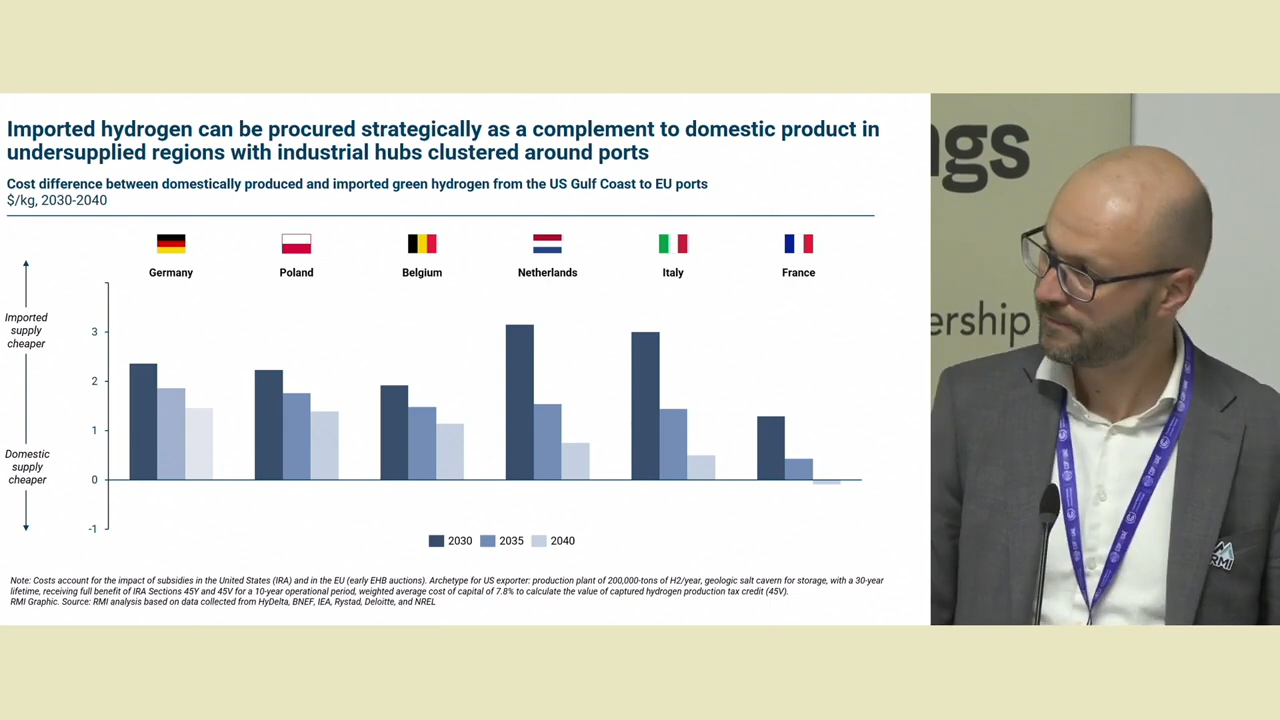 Imported hydrogen can be procured strategically as a complement to domestic product in
undersupplied regions with industrial hubs clustered around ports
Cost difference between domestically produced and imported green hydrogen from the US Gulf Coast to EU ports
$/kg, 2030-2040
Germany
Poland
Belgium
Netherlands
Italy
France
Imported
supply
cheaper
Domestic
supply
cheaper
3
2
1
0
-1
2030
2035
2040
Note: Costs account for the impact of subsidies in the United States (IRA) and in the EU (early EHB auctions). Archetype for US exporter: production plant of 200,000-tons of H2/year, geologic salt cavern for storage, with a 30-year
lifetime, receiving full benefit of IRA Sections 45Y and 45V for a 10-year operational period, weighted average cost of capital of 7.8% to calculate the value of captured hydrogen production tax credit (45V).
RMI Graphic. Source: RMI analysis based on data collected from HyDelta, BNEF, IEA, Rystad, Deloitte, and NREL
ngs
ership
RMI